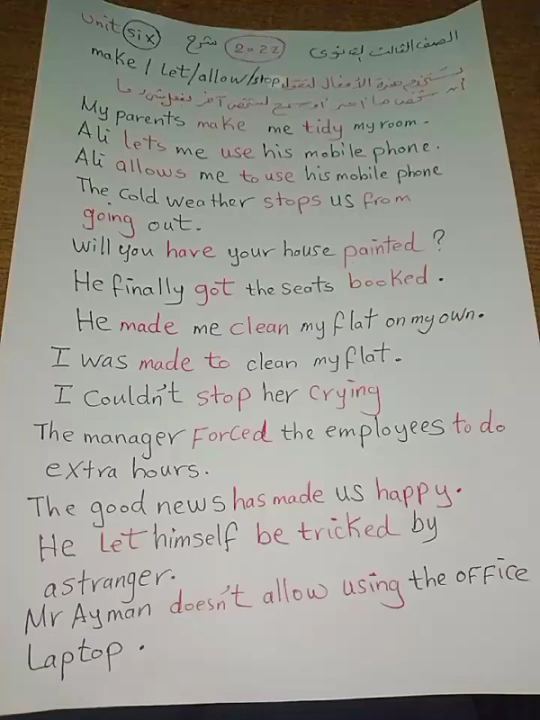 Unit six شرح 2022 الصف الثالث الثانوى
make / let/allow/stop
تستخدم هذه الأفعال
My parents make me tidy my room.
Ali lets me use his mobile phone.
Ali allows me to use his mobile phone
The cold weather stops us from
going out.
Will you have your house painted ?
He finally got the seats booked .
He made me clean my flat on my own.
I was made to clean my flat.
I Couldn't stop her crying
The manager Forced the employees to do
extra hours.
The good news has made us happy.
He Let himself be tricked by
a stranger.
Mr Ayman doesn't allow using the office
Laptop .